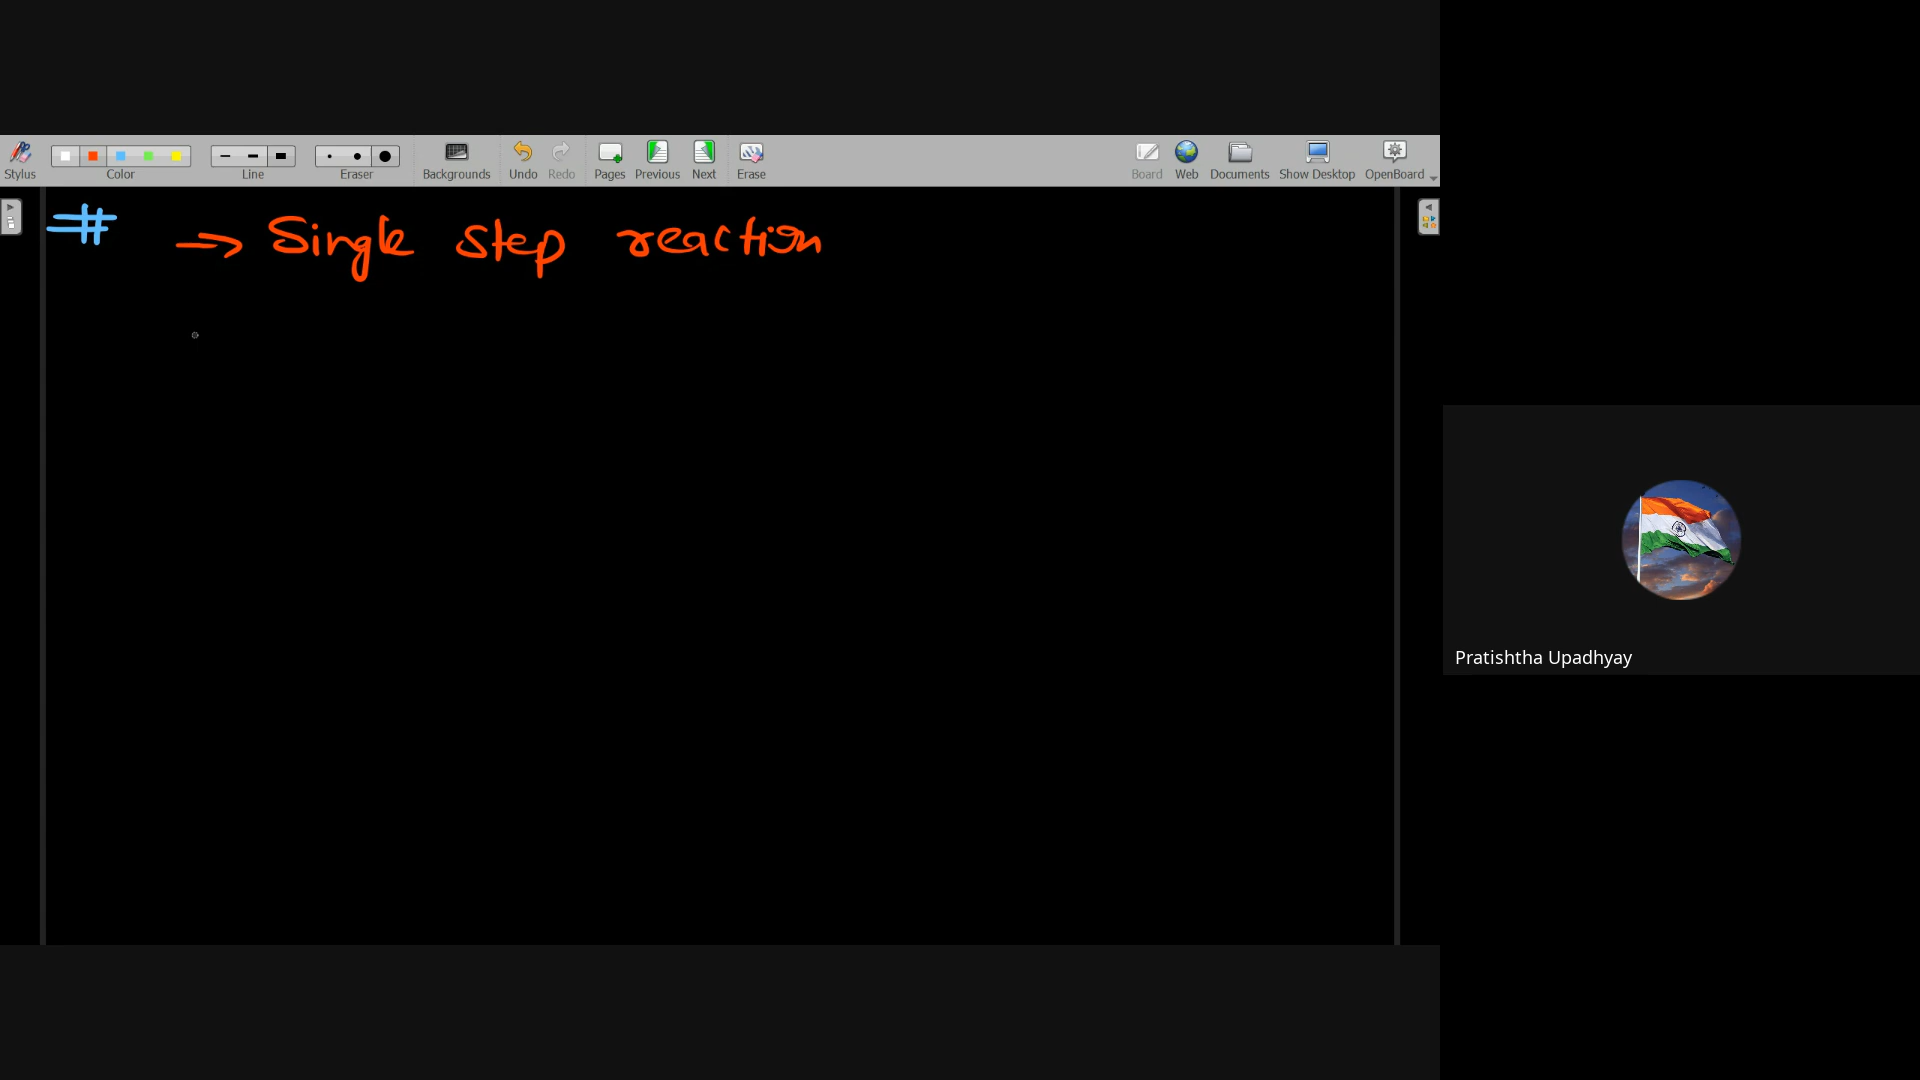 Stylus Color Line Eraser Backgrounds Undo Redo Pages Previous Next Erase Board Web Documents Show Desktop OpenBoard
# → Single step reaction
Pratishtha Upadhyay